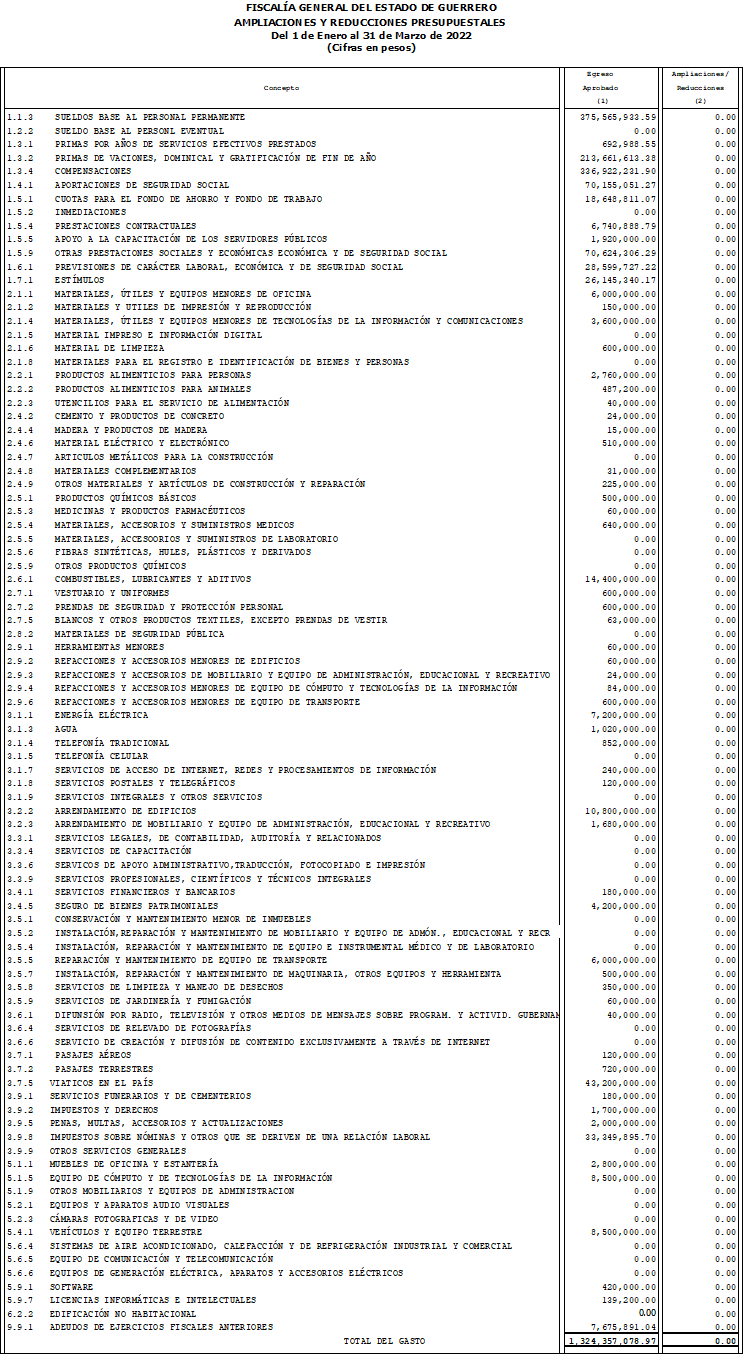 FISCALÍA GENERAL DEL ESTADO DE GUERRERO
AMPLIACIONES Y REDUCCIONES PRESUPUESTALES
Del 1 de Enero al 31 de Marzo de 2022
(Cifras en pesos)
Concepto Egreso Aprobado (1) Ampliaciones/ Reducciones (2)
1.1.3 SUELDOS BASE AL PERSONAL PERMANENTE 375,565,933.59 0.00
1.2.2 SUELDO BASE AL PERSONL EVENTUAL 0.00 0.00
1.3.1 PRIMAS POR AÑOS DE SERVICIOS EFECTIVOS PRESTADOS 692,988.55 0.00
1.3.2 PRIMAS DE VACIONES, DOMINICAL Y GRATIFICACIÓN DE FIN DE AÑO 213,661,613.38 0.00
1.3.4 COMPENSACIONES 336,922,231.90 0.00
1.4.1 APORTACIONES DE SEGURIDAD SOCIAL 70,155,051.27 0.00
1.5.1 CUOTAS PARA EL FONDO DE AHORRO Y FONDO DE TRABAJO 18,648,811.07 0.00
1.5.2 INMEDIACIONES 0.00 0.00
1.5.4 PRESTACIONES CONTRACTUALES 6,740,888.79 0.00
1.5.5 APOYO A LA CAPACITACIÓN DE LOS SERVIDORES PÚBLICOS 1,920,000.00 0.00
1.5.9 OTRAS PRESTACIONES SOCIALES Y ECONÓMICAS ECONÓMICA Y DE SEGURIDAD SOCIAL 70,624,306.29 0.00
1.6.1 PREVISIONES DE CARÁCTER LABORAL, ECONÓMICA Y DE SEGURIDAD SOCIAL 28,599,727.22 0.00
1.7.1 ESTÍMULOS 26,145,340.17 0.00
2.1.1 MATERIALES, ÚTILES Y EQUIPOS MENORES DE OFICINA 6,000,000.00 0.00
2.1.2 MATERIALES Y UTILES DE IMPRESIÓN Y REPRODUCCIÓN 150,000.00 0.00
2.1.4 MATERIALES, ÚTILES Y EQUIPOS MENORES DE TECNOLOGÍAS DE LA INFORMACIÓN Y COMUNICACIONES 3,600,000.00 0.00
2.1.5 MATERIAL IMPRESO E INFORMACIÓN DIGITAL 0.00 0.00
2.1.6 MATERIAL DE LIMPIEZA 600,000.00 0.00
2.1.8 MATERIALES PARA EL REGISTRO E IDENTIFICACIÓN DE BIENES Y PERSONAS 0.00 0.00
2.2.1 PRODUCTOS ALIMENTICIOS PARA PERSONAS 2,760,000.00 0.00
2.2.2 PRODUCTOS ALIMENTICIOS PARA ANIMALES 487,200.00 0.00
2.2.3 UTENCILIOS PARA EL SERVICIO DE ALIMENTACIÓN 40,000.00 0.00
2.4.2 CEMENTO Y PRODUCTOS DE CONCRETO 24,000.00 0.00
2.4.4 MADERA Y PRODUCTOS DE MADERA 15,000.00 0.00
2.4.6 MATERIAL ELÉCTRICO Y ELECTRÓNICO 510,000.00 0.00
2.4.7 ARTICULOS METÁLICOS PARA LA CONSTRUCCIÓN 0.00 0.00
2.4.8 MATERIALES COMPLEMENTARIOS 31,000.00 0.00
2.4.9 OTROS MATERIALES Y ARTÍCULOS DE CONSTRUCCIÓN Y REPARACIÓN 225,000.00 0.00
2.5.1 PRODUCTOS QUÍMICOS BÁSICOS 500,000.00 0.00
2.5.3 MEDICINAS Y PRODUCTOS FARMACÉUTICOS 60,000.00 0.00
2.5.4 MATERIALES, ACCESORIOS Y SUMINISTROS MEDICOS 640,000.00 0.00
2.5.5 MATERIALES, ACCESOORIOS Y SUMINISTROS DE LABORATORIO 0.00 0.00
2.5.6 FIBRAS SINTÉTICAS, HULES, PLÁSTICOS Y DERIVADOS 0.00 0.00
2.5.9 OTROS PRODUCTOS QUÍMICOS 0.00 0.00
2.6.1 COMBUSTIBLES, LUBRICANTES Y ADITIVOS 14,400,000.00 0.00
2.7.1 VESTUARIO Y UNIFORMES 600,000.00 0.00
2.7.2 PRENDAS DE SEGURIDAD Y PROTECCIÓN PERSONAL 600,000.00 0.00
2.7.5 BLANCOS Y OTROS PRODUCTOS TEXTILES, EXCEPTO PRENDAS DE VESTIR 63,000.00 0.00
2.8.2 MATERIALES DE SEGURIDAD PÚBLICA 0.00 0.00
2.9.1 HERRAMIENTAS MENORES 60,000.00 0.00
2.9.2 REFACCIONES Y ACCESORIOS MENORES DE EDIFICIOS 60,000.00 0.00
2.9.3 REFACCIONES Y ACCESORIOS DE MOBILIARIO Y EQUIPO DE ADMINISTRACIÓN, EDUCACIONAL Y RECREATIVO 24,000.00 0.00
2.9.4 REFACCIONES Y ACCESORIOS MENORES DE EQUIPO DE CÓMPUTO Y TECNOLOGÍAS DE LA INFORMACIÓN 84,000.00 0.00
2.9.6 REFACCIONES Y ACCESORIOS MENORES DE EQUIPO DE TRANSPORTE 600,000.00 0.00
3.1.1 ENERGÍA ELÉCTRICA 7,200,000.00 0.00
3.1.3 AGUA 1,020,000.00 0.00
3.1.4 TELEFONÍA TRADICIONAL 852,000.00 0.00
3.1.5 TELEFONÍA CELULAR 0.00 0.00
3.1.7 SERVICIOS DE ACCESO DE INTERNET, REDES Y PROCESAMIENTOS DE INFORMACIÓN 240,000.00 0.00
3.1.8 SERVICIOS POSTALES Y TELEGRÁFICOS 120,000.00 0.00
3.1.9 SERVICIOS INTEGRALES Y OTROS SERVICIOS 0.00 0.00
3.2.2 ARRENDAMIENTO DE EDIFICIOS 10,800,000.00 0.00
3.2.3 ARRENDAMIENTO DE MOBILIARIO Y EQUIPO DE ADMINISTRACIÓN, EDUCACIONAL Y RECREATIVO 1,680,000.00 0.00
3.3.1 SERVICIOS LEGALES, DE CONTABILIDAD, AUDITORÍA Y RELACIONADOS 0.00 0.00
3.3.4 SERVICIOS DE CAPACITACIÓN 0.00 0.00
3.3.6 SERVICOS DE APOYO ADMINISTRATIVO,TRADUCCIÓN, FOTOCOPIADO E IMPRESIÓN 0.00 0.00
3.3.9 SERVICIOS PROFESIONALES, CIENTÍFICOS Y TÉCNICOS INTEGRALES 0.00 0.00
3.4.1 SERVICIOS FINANCIEROS Y BANCARIOS 180,000.00 0.00
3.4.5 SEGURO DE BIENES PATRIMONIALES 4,200,000.00 0.00
3.5.1 CONSERVACIÓN Y MANTENIMIENTO MENOR DE INMUEBLES 0.00 0.00
3.5.2 INSTALACIÓN,REPARACIÓN Y MANTENIMIENTO DE MOBILIARIO Y EQUIPO DE ADMÓN., EDUCACIONAL Y RECR 0.00 0.00
3.5.4 INSTALACIÓN, REPARACIÓN Y MANTENIMIENTO DE EQUIPO E INSTRUMENTAL MÉDICO Y DE LABORATORIO 0.00 0.00
3.5.5 REPARACIÓN Y MANTENIMIENTO DE EQUIPO DE TRANSPORTE 6,000,000.00 0.00
3.5.7 INSTALACIÓN, REPARACIÓN Y MANTENIMIENTO DE MAQUINARIA, OTROS EQUIPOS Y HERRAMIENTA 500,000.00 0.00
3.5.8 SERVICIOS DE LIMPIEZA Y MANEJO DE DESECHOS 350,000.00 0.00
3.5.9 SERVICIOS DE JARDINERÍA Y FUMIGACIÓN 60,000.00 0.00
3.6.1 DIFUNSIÓN POR RADIO, TELEVISIÓN Y OTROS MEDIOS DE MENSAJES SOBRE PROGRAM. Y ACTIVID. GUBERNAM 40,000.00 0.00
3.6.4 SERVICIOS DE RELEVADO DE FOTOGRAFÍAS 0.00 0.00
3.6.6 SERVICIO DE CREACIÓN Y DIFUSIÓN DE CONTENIDO EXCLUSIVAMENTE A TRAVÉS DE INTERNET 0.00 0.00
3.7.1 PASAJES AÉREOS 120,000.00 0.00
3.7.2 PASAJES TERRESTRES 720,000.00 0.00
3.7.5 VIATICOS EN EL PAÍS 43,200,000.00 0.00
3.9.1 SERVICIOS FUNERARIOS Y DE CEMENTERIOS 180,000.00 0.00
3.9.2 IMPUESTOS Y DERECHOS 1,700,000.00 0.00
3.9.5 PENAS, MULTAS, ACCESORIOS Y ACTUALIZACIONES 2,000,000.00 0.00
3.9.8 IMPUESTOS SOBRE NÓMINAS Y OTROS QUE SE DERIVEN DE UNA RELACIÓN LABORAL 33,349,895.70 0.00
3.9.9 OTROS SERVICIOS GENERALES 0.00 0.00
5.1.1 MUEBLES DE OFICINA Y ESTANTERÍA 2,800,000.00 0.00
5.1.5 EQUIPO DE CÓMPUTO Y DE TECNOLOGÍAS DE LA INFORMACIÓN 8,500,000.00 0.00
5.1.9 OTROS MOBILIARIOS Y EQUIPOS DE ADMINISTRACION 0.00 0.00
5.2.1 EQUIPOS Y APARATOS AUDIO VISUALES 0.00 0.00
5.2.3 CÁMARAS FOTOGRAFICAS Y DE VIDEO 0.00 0.00
5.4.1 VEHÍCULOS Y EQUIPO TERRESTRE 8,500,000.00 0.00
5.6.4 SISTEMAS DE AIRE ACONDICIONADO, CALEFACCIÓN Y DE REFRIGERACIÓN INDUSTRIAL Y COMERCIAL 0.00 0.00
5.6.5 EQUIPO DE COMUNICACIÓN Y TELECOMUNICACIÓN 0.00 0.00
5.6.6 EQUIPOS DE GENERACIÓN ELÉCTRICA, APARATOS Y ACCESORIOS ELÉCTRICOS 0.00 0.00
5.9.1 SOFTWARE 420,000.00 0.00
5.9.7 LICENCIAS INFORMÁTICAS E INTELECTUALES 139,200.00 0.00
6.2.2 EDIFICACIÓN NO HABITACIONAL 0.00 0.00
9.9.1 ADEUDOS DE EJERCICIOS FISCALES ANTERIORES 7,675,891.04 0.00
TOTAL DEL GASTO 1,324,357,078.97 0.00